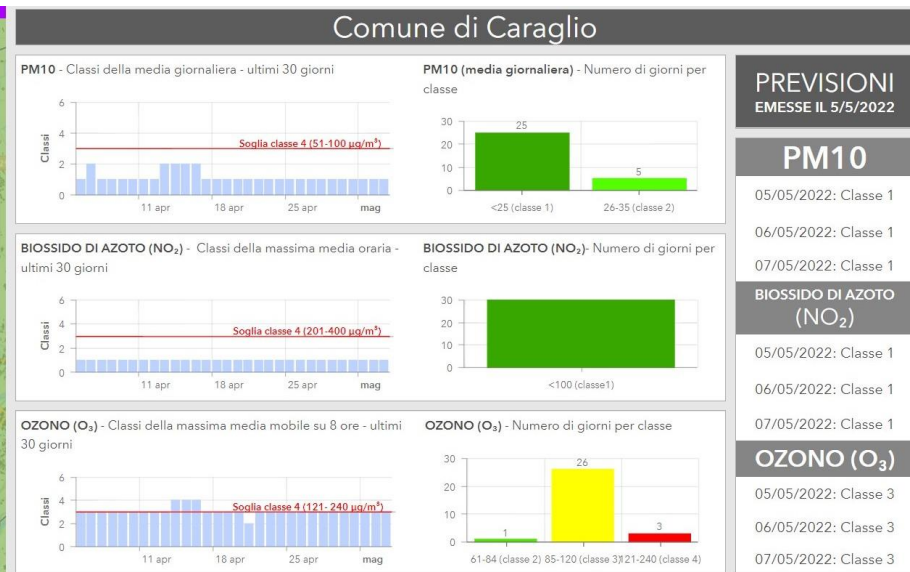 Comune di Caraglio
PM10 - Classi della media giornaliera - ultimi 30 giorni
Classi
6
4
2
0
Soglia classe 4 (51-100 µg/m³)
11 apr 18 apr 25 apr mag
PM10 (media giornaliera) - Numero di giorni per
classe
30
20
10
0
25
5
<25 (classe 1) 26-35 (classe 2)
BIOSSIDO DI AZOTO (NO₂) - Classi della massima media oraria -
ultimi 30 giorni
Classi
6
4
2
0
Soglia classe 4 (201-400 µg/m³)
11 apr 18 apr 25 apr mag
BIOSSIDO DI AZOTO (NO₂)- Numero di giorni per
classe
30
20
10
0
<100 (classe1)
OZONO (O₃) - Classi della massima media mobile su 8 ore - ultimi
30 giorni
Classi
6
4
2
0
Soglia classe 4 (121- 240 µg/m³)
11 apr 18 apr 25 apr mag
OZONO (O₃) - Numero di giorni per classe
30
20
10
0
1
26
3
61-84 (classe 2) 85-120 (classe 3) 121-240 (classe 4)
PREVISIONI
EMESSE IL 5/5/2022
PM10
05/05/2022: Classe 1
06/05/2022: Classe 1
07/05/2022: Classe 1
BIOSSIDO DI AZOTO
(NO₂)
05/05/2022: Classe 1
06/05/2022: Classe 1
07/05/2022: Classe 1
OZONO (O₃)
05/05/2022: Classe 3
06/05/2022: Classe 3
07/05/2022: Classe 3